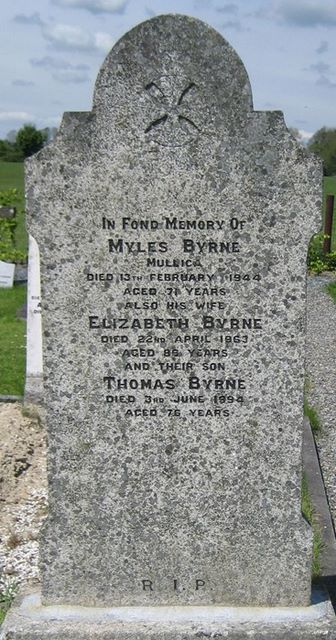 In Fond Memory Of
Myles Byrne
Mullica
Died 13th February 1944
Aged 71 years
Also his wife
Elizabeth Byrne
Died 22nd April 1963
Aged 86 years
And their son
Thomas Byrne
Died 3rd June 1994
Aged 76 years
R.I.P.